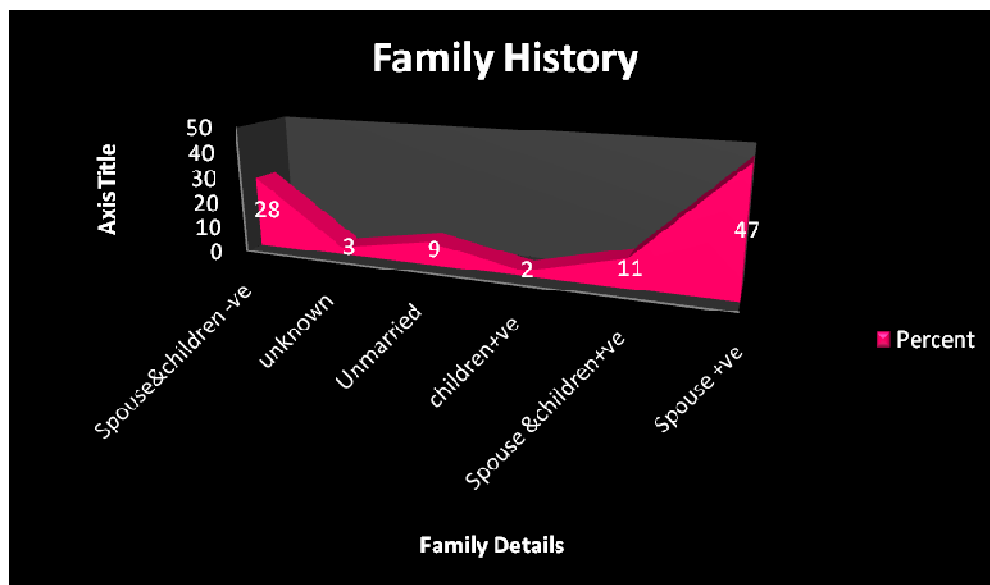 Family History
Axis Title
50
40
30
20
10
0
28
3
9
2
11
47
Spouse&children -ve
unknown
Unmarried
children+ve
Spouse &children+ve
Spouse +ve
Percent
Family Details